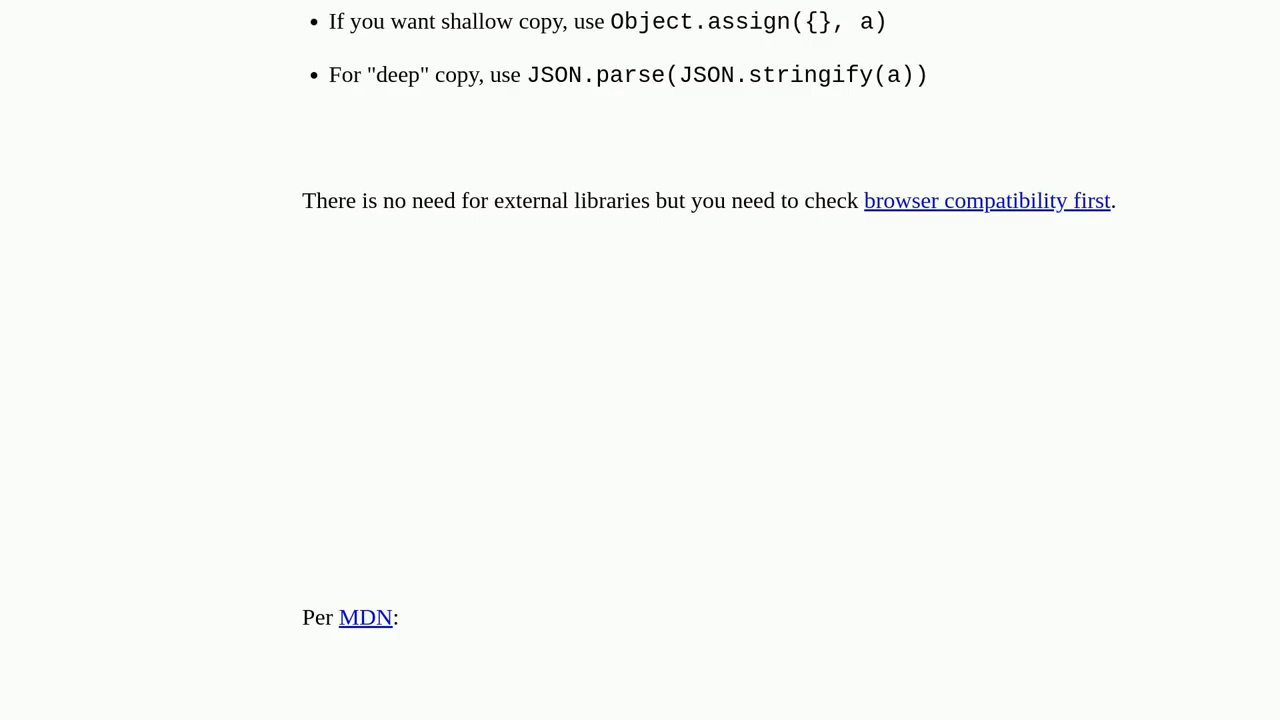 • If you want shallow copy, use Object.assign({}, a)
• For "deep" copy, use JSON.parse(JSON.stringify(a))
There is no need for external libraries but you need to check browser compatibility first.
Per MDN: